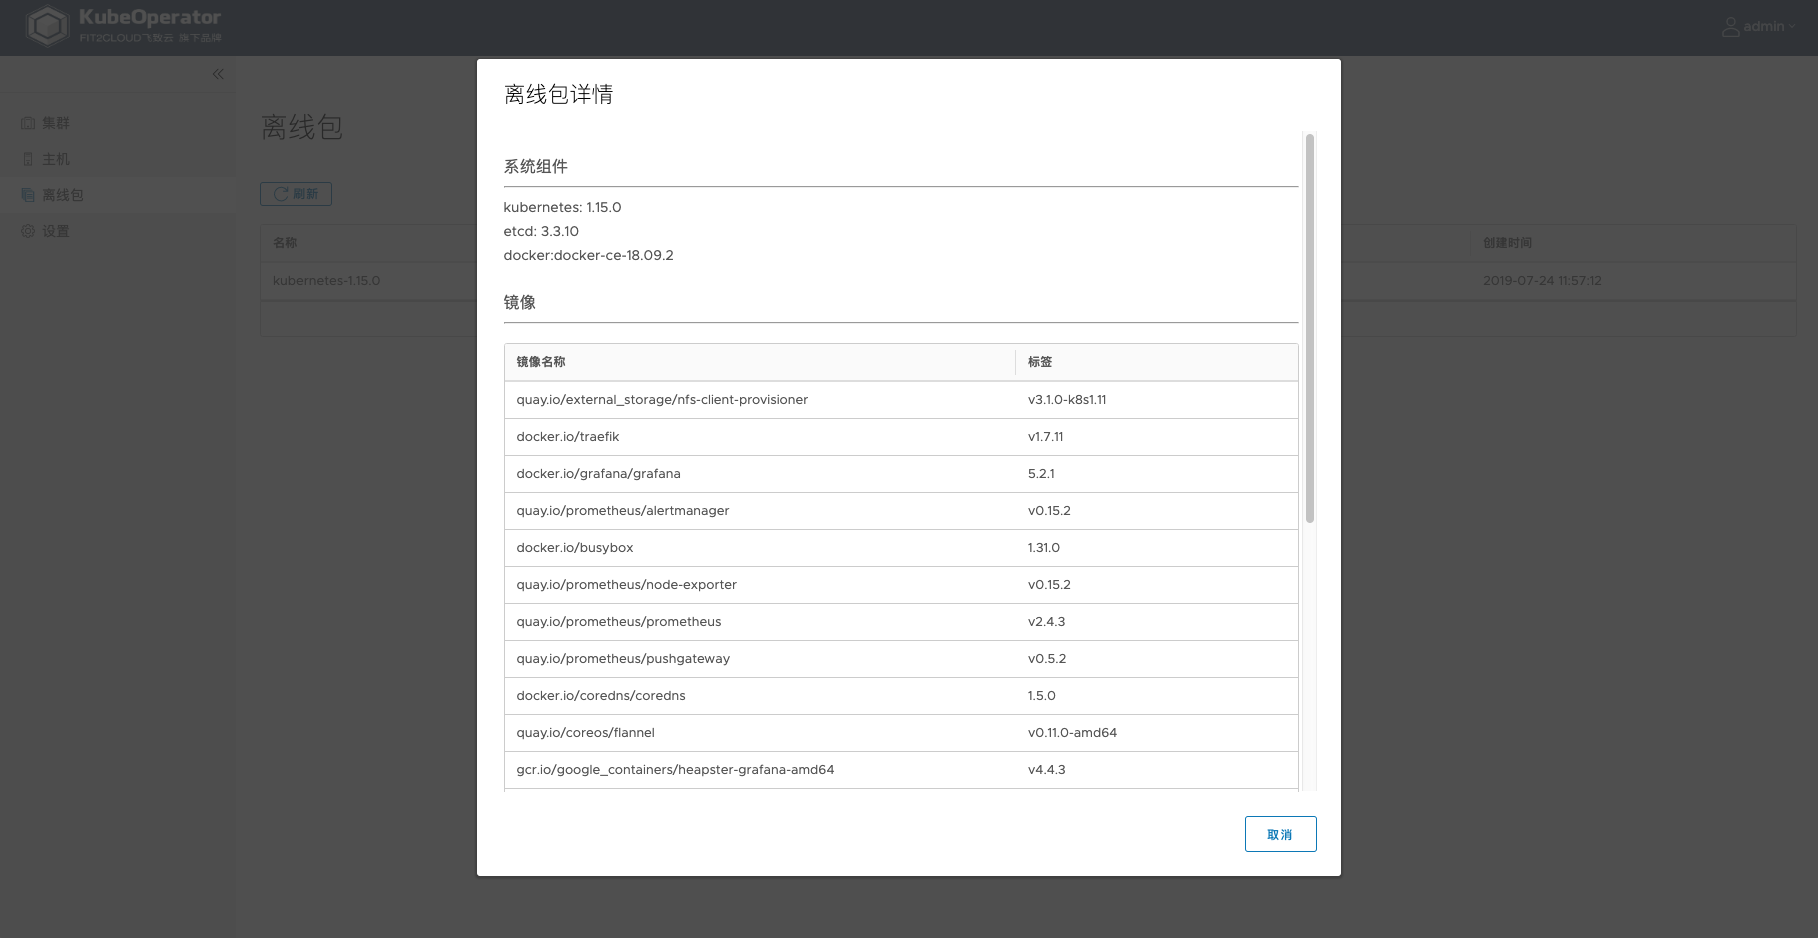 KubeOperator
FIT2CLOUD飞致云 旗下品牌
admin
集群
主机
离线包
设置
离线包
刷新
名称
创建时间
kubernetes-1.15.0
2019-07-24 11:57:12
离线包详情
系统组件
kubernetes: 1.15.0
etcd: 3.3.10
docker:docker-ce-18.09.2
镜像
镜像名称 标签
quay.io/external_storage/nfs-client-provisioner v3.1.0-k8s1.11
docker.io/traefik v1.7.11
docker.io/grafana/grafana 5.2.1
quay.io/prometheus/alertmanager v0.15.2
docker.io/busybox 1.31.0
quay.io/prometheus/node-exporter v0.15.2
quay.io/prometheus/prometheus v2.4.3
quay.io/prometheus/pushgateway v0.5.2
docker.io/coredns/coredns 1.5.0
quay.io/coreos/flannel v0.11.0-amd64
gcr.io/google_containers/heapster-grafana-amd64 v4.4.3
取消